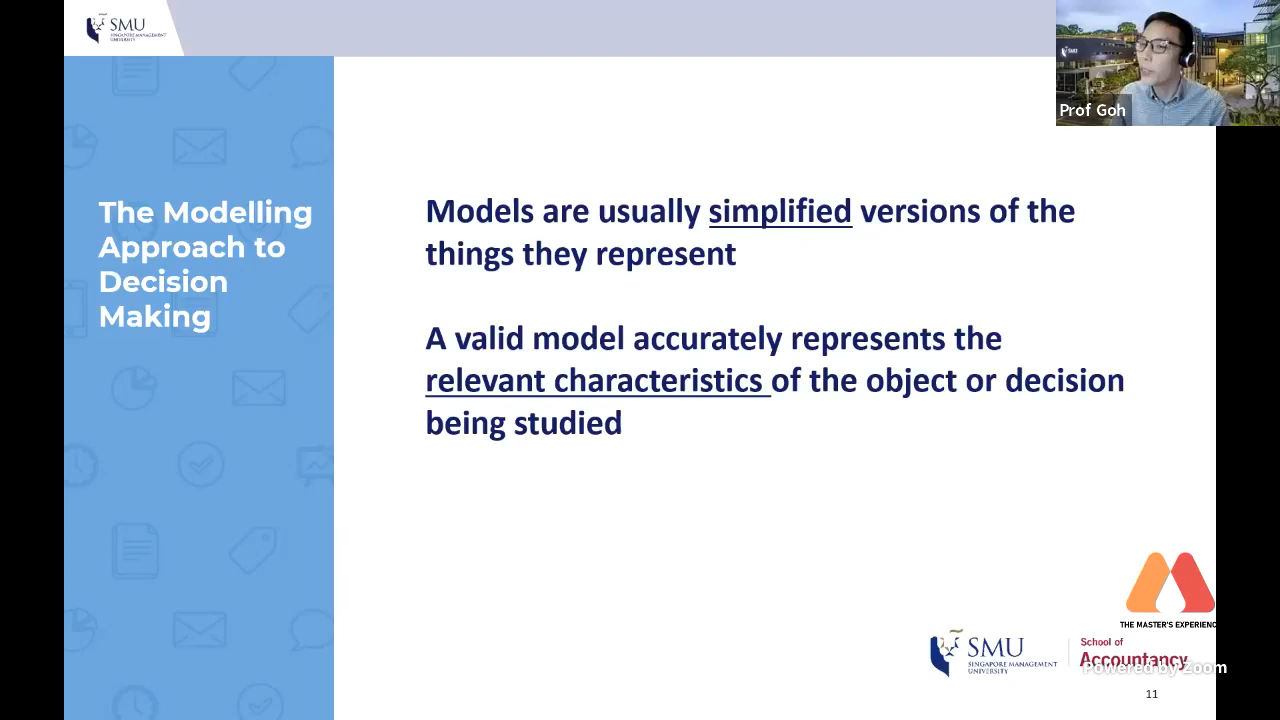 SMU
SINGAPORE MANAGEMENT
UNIVERSITY
SMU
Prof Goh
The Modelling
Approach to
Decision
Making
Models are usually simplified versions of the
things they represent
A valid model accurately represents the
relevant characteristics of the object or decision
being studied
THE MASTER'S EXPERIENC
SMU
SINGAPORE MANAGEMENT
UNIVERSITY
School of
Accountancy
Powered by Zoom
11